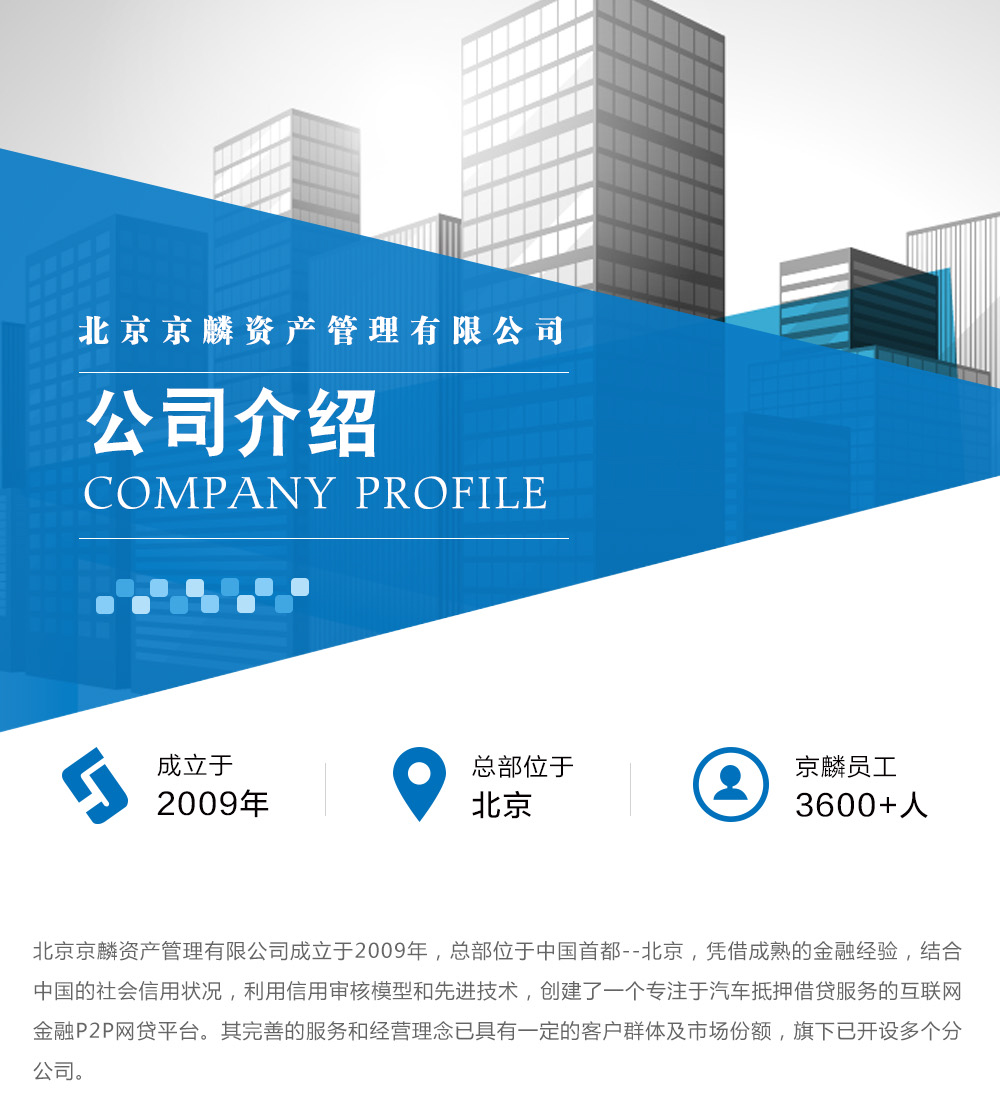 北京京麟资产管理有限公司
公司介绍
COMPANY PROFILE
成立于
2009年
总部位于
北京
京麟员工
3600+人
北京京麟资产管理有限公司成立于2009年，总部位于中国首都--北京，凭借成熟的金融经验，结合
中国的社会信用状况，利用信用审核模型和先进技术，创建了一个专注于汽车抵押借贷服务的互联网
金融P2P网贷平台。其完善的服务和经营理念已具有一定的客户群体及市场份额，旗下已开设多个分
公司。